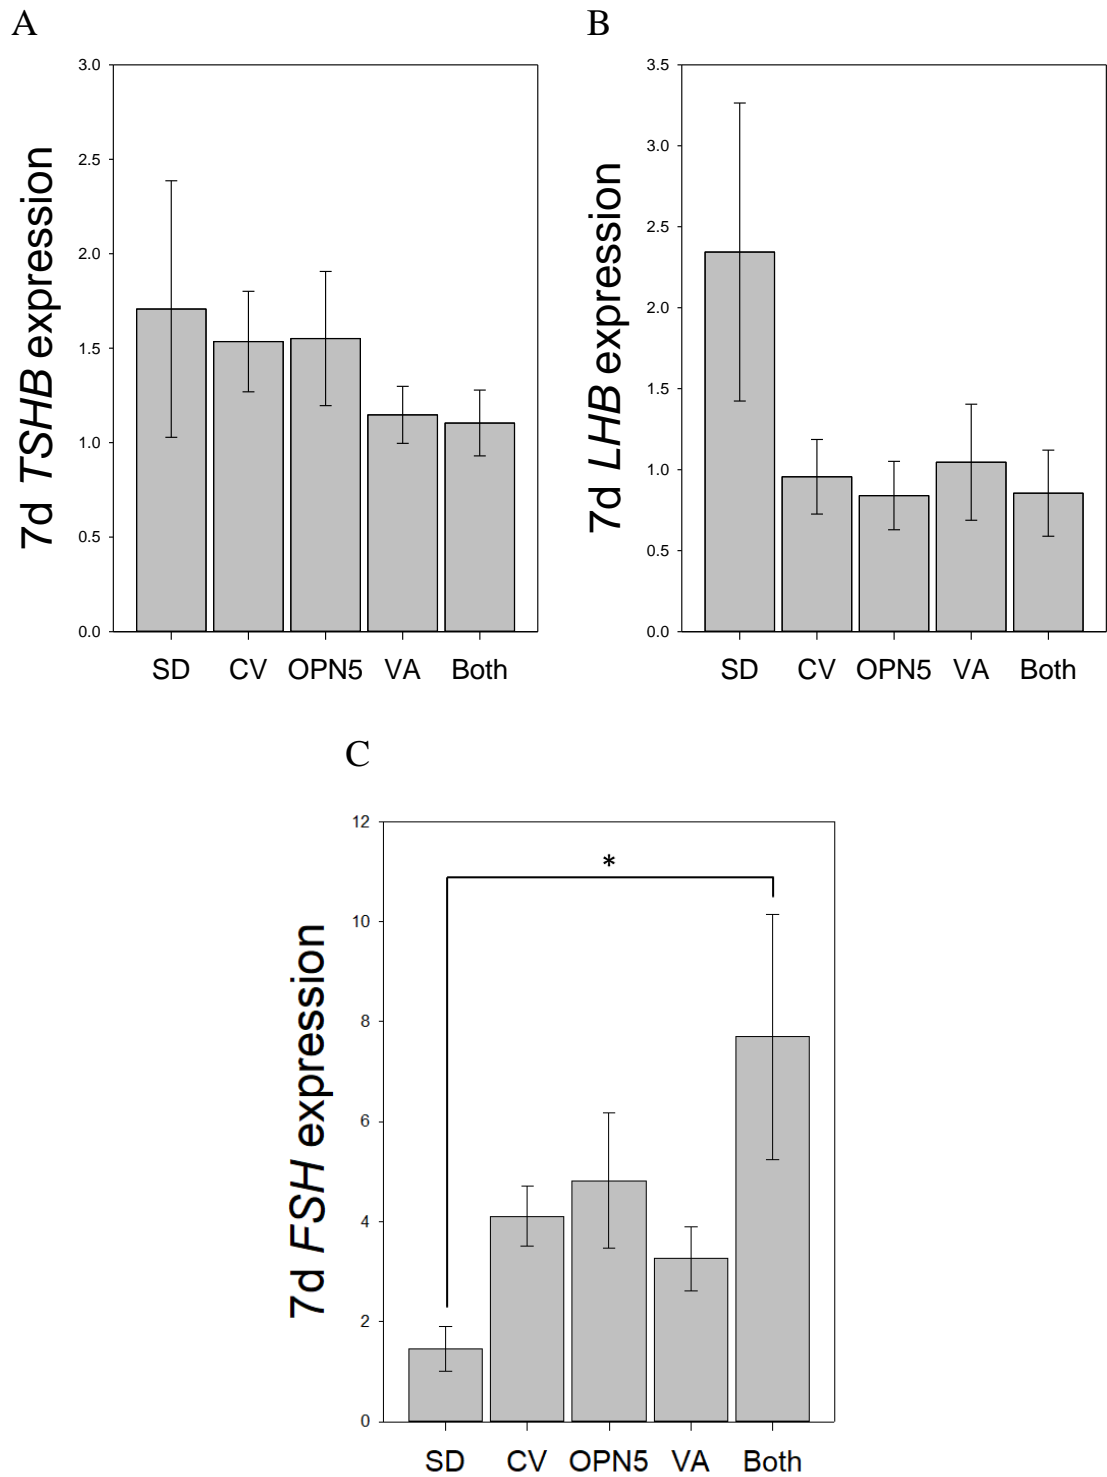 A
3.0
2.5
2.0
1.5
1.0
0.5
0.0
7d TSHB expression
SD CV OPN5 VA Both
B
3.5
3.0
2.5
2.0
1.5
1.0
0.5
0.0
7d LHB expression
SD CV OPN5 VA Both
C
12
10
8
6
4
2
0
7d FSH expression
*
SD CV OPN5 VA Both